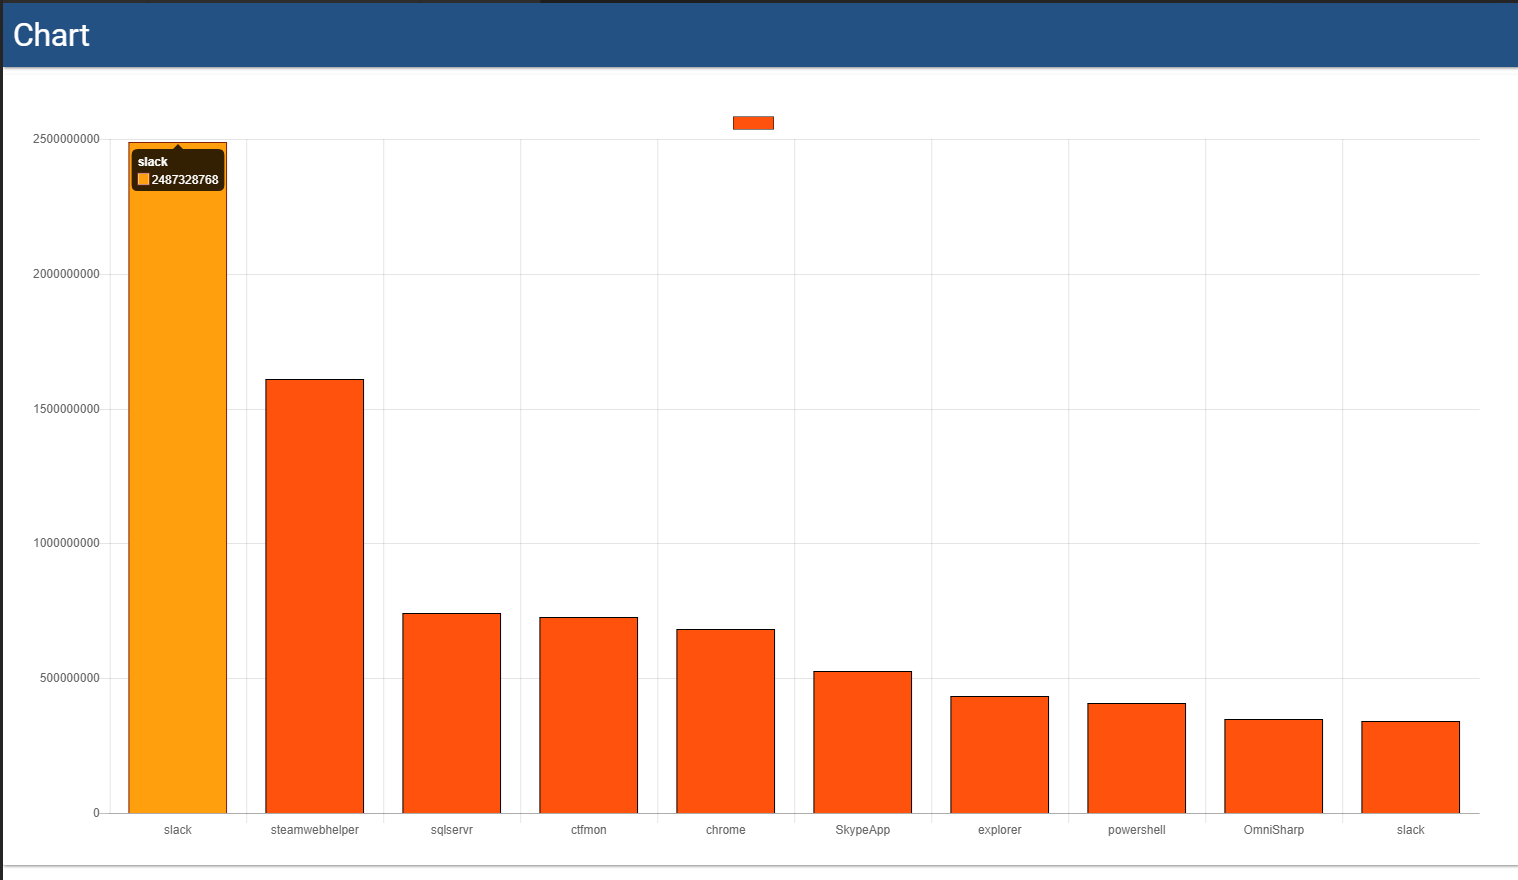 Chart
2500000000
slack
2487328768
2000000000
1500000000
1000000000
500000000
0
slack steamwebhelper sqlservr ctfmon chrome SkypeApp explorer powershell OmniSharp slack